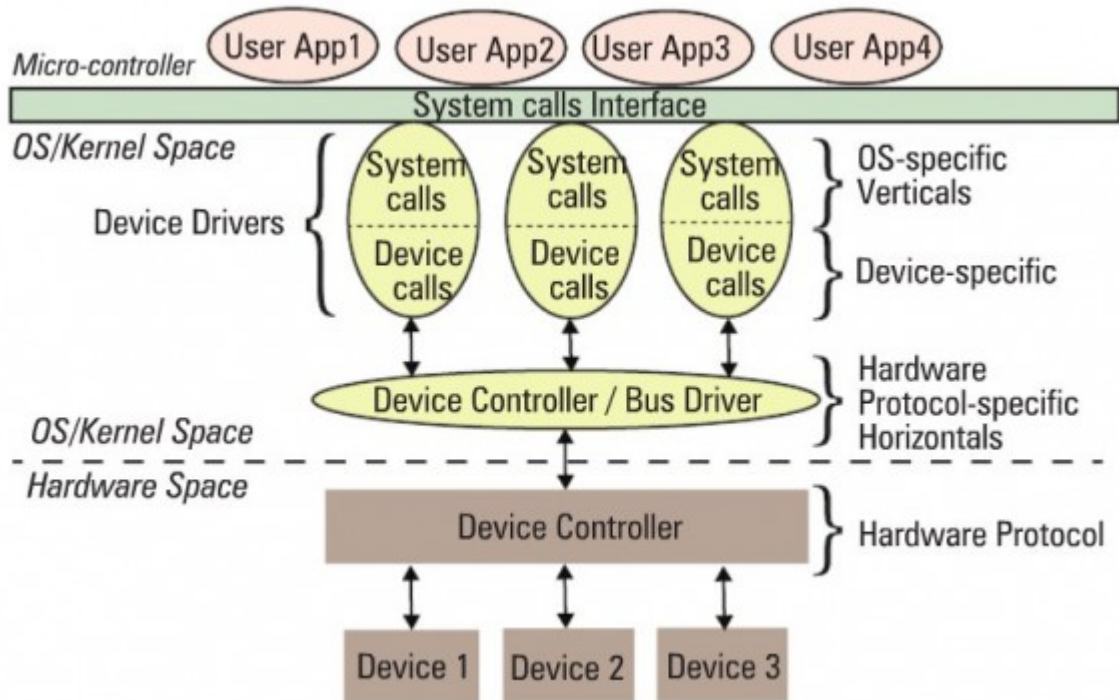 User App1
User App2
User App3
User App4
Micro-controller
System calls Interface
OS/Kernel Space
Device Drivers
System
calls
Device
calls
System
calls
Device
calls
System
calls
Device
calls
OS-specific
Verticals
Device-specific
Device Controller / Bus Driver
Hardware
Protocol-specific
Horizontals
OS/Kernel Space
Hardware Space
Device Controller
Hardware Protocol
Device 1
Device 2
Device 3